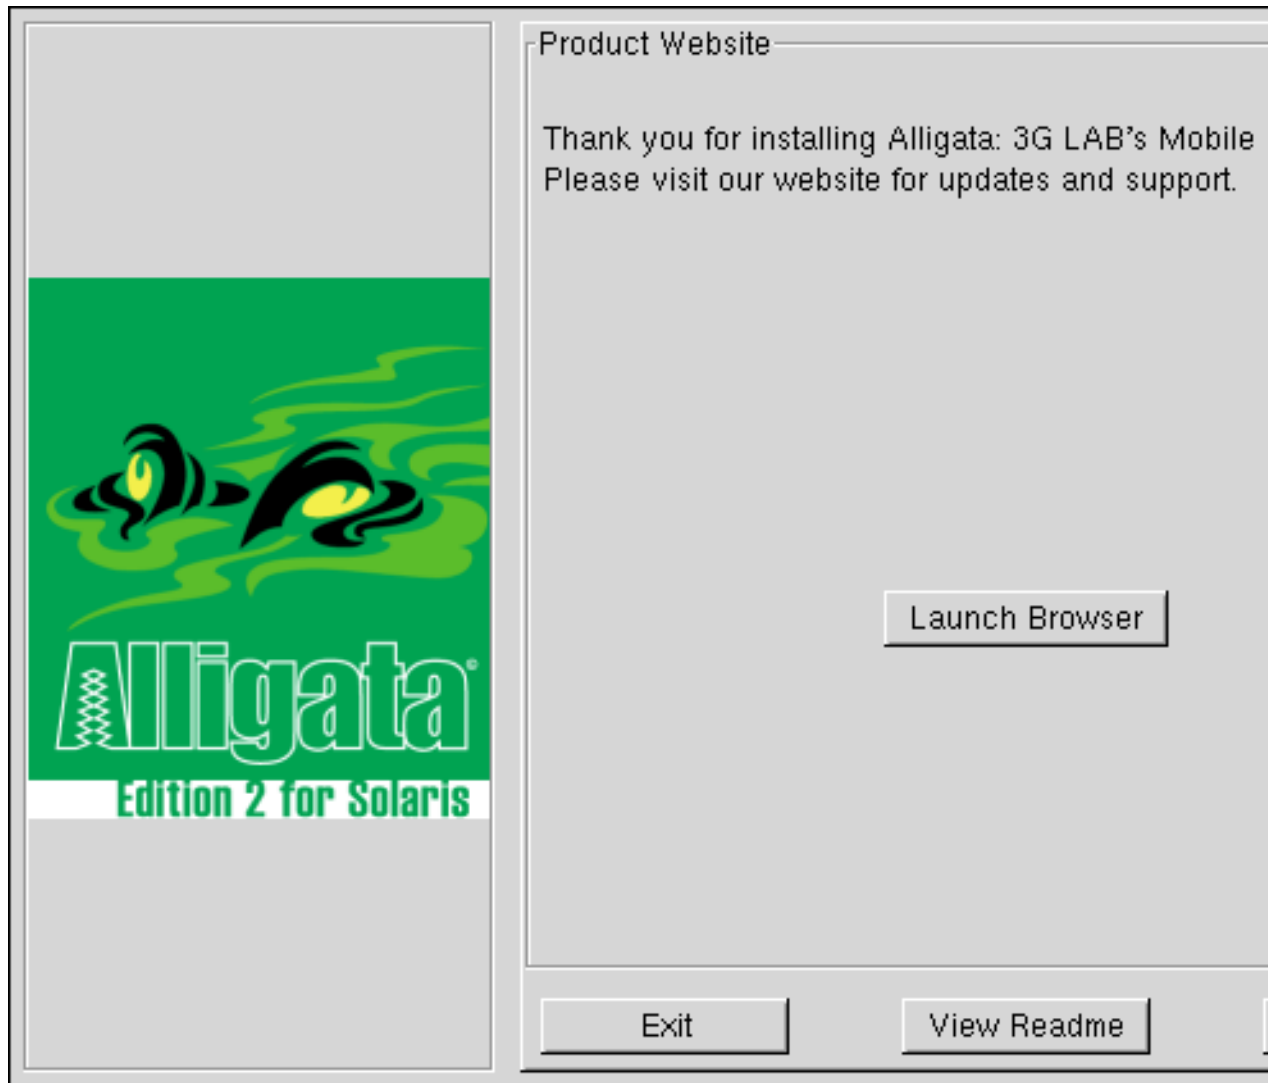 Product Website
Thank you for installing Alligata: 3G LAB's Mobile
Please visit our website for updates and support.
Launch Browser
Alligata©
Edition 2 for Solaris
Exit
View Readme